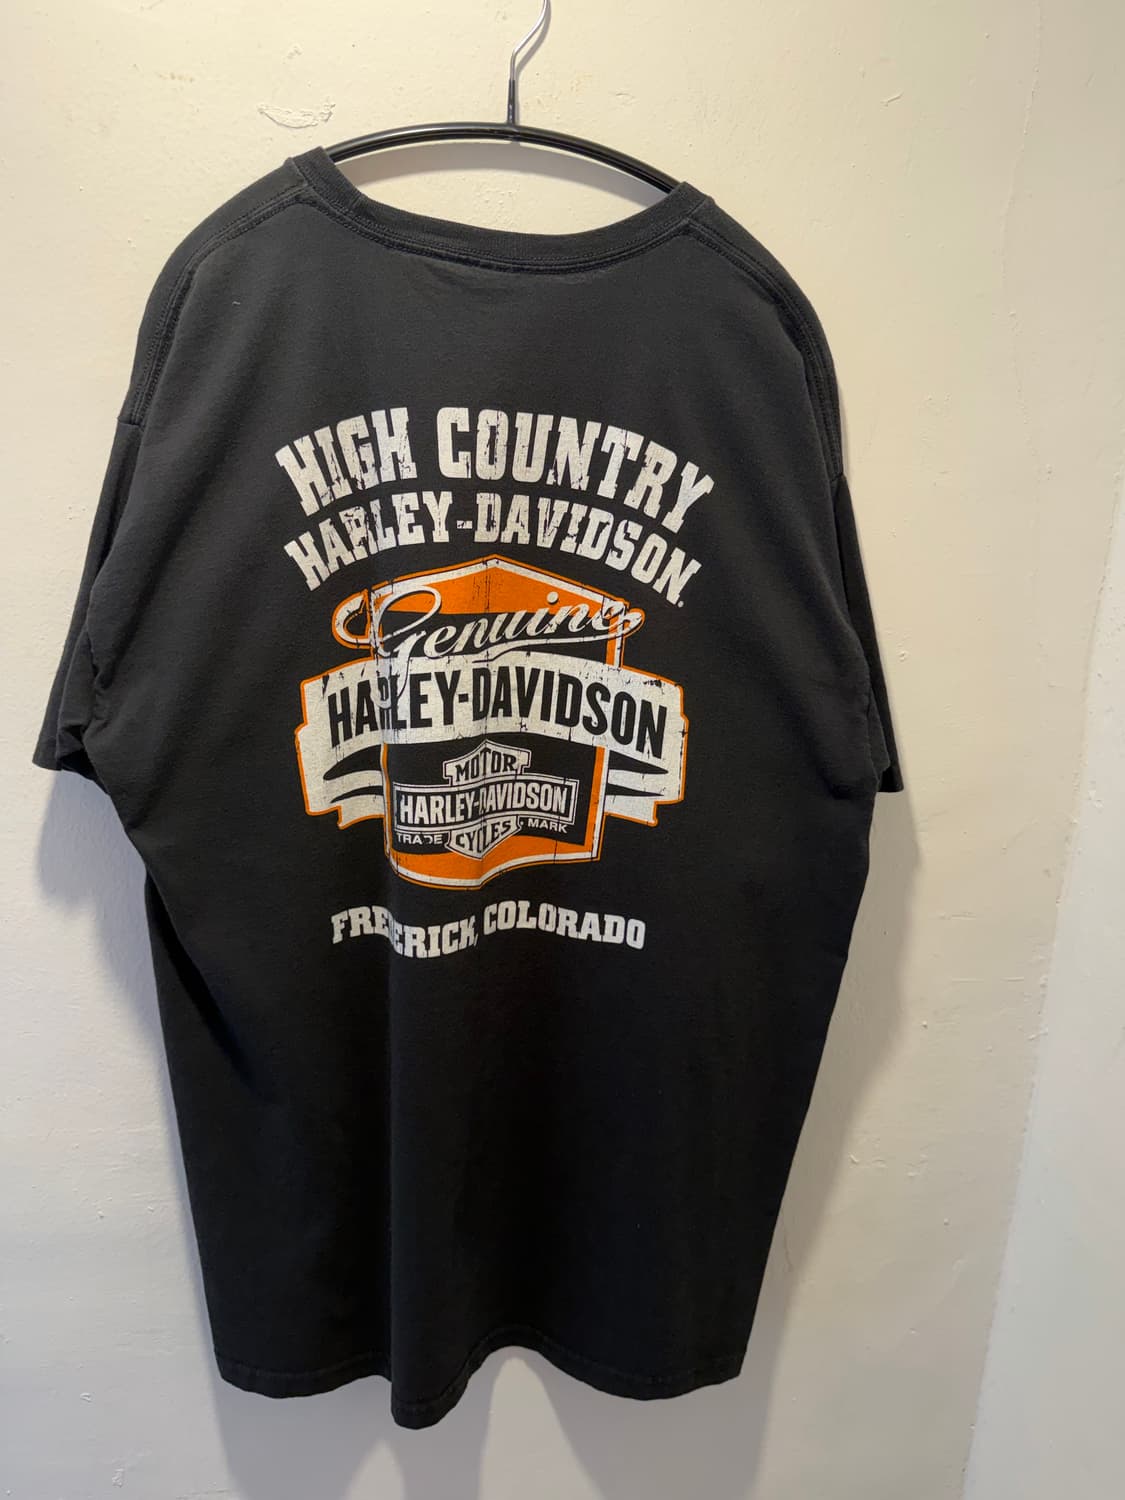 HIGH COUNTRY
HARLEY-DAVIDSON®
Genuine
HARLEY-DAVIDSON
MOTOR
HARLEY-DAVIDSON
TRADE CYCLES MARK
FREDERICK, COLORADO